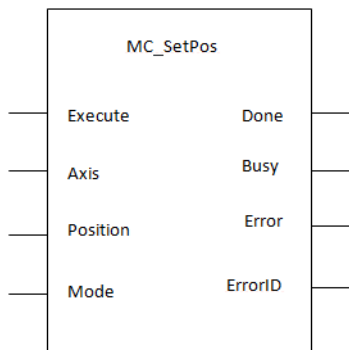 MC_SetPos
Execute Done
Axis Busy
Position Error
Mode ErrorID